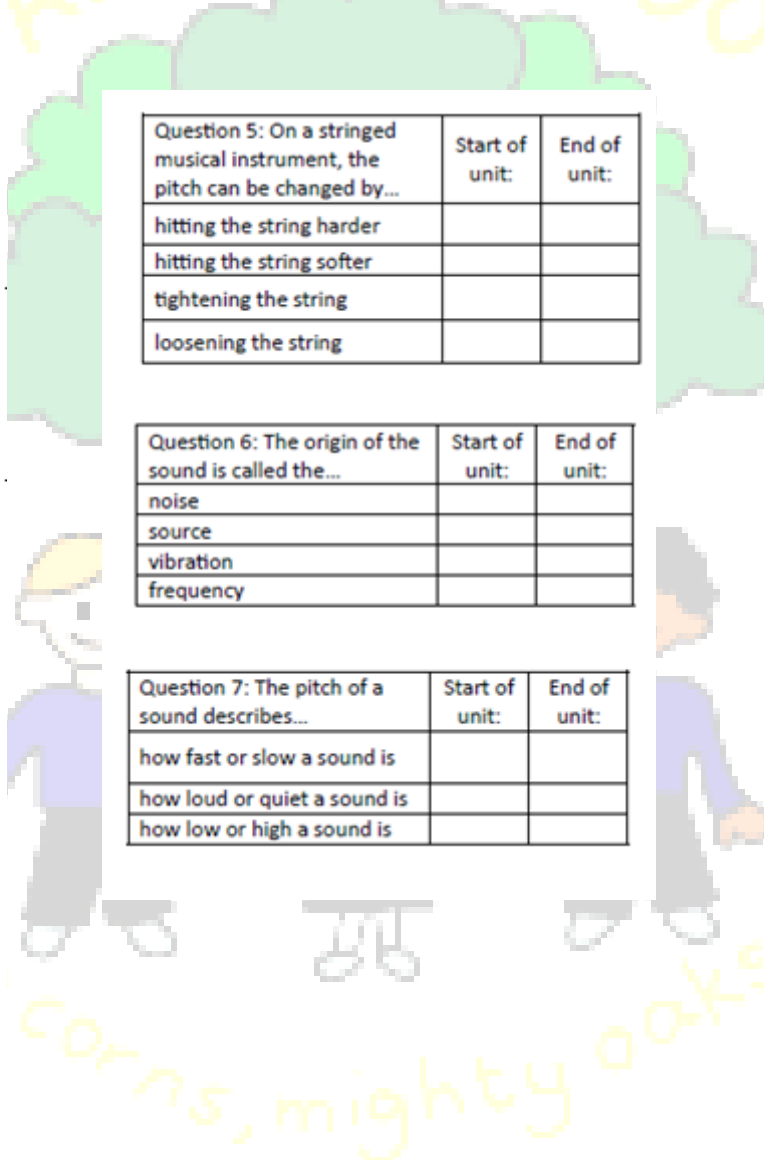 Question 5: On a stringed musical instrument, the pitch can be changed by... Start of unit: End of unit:
hitting the string harder
hitting the string softer
tightening the string
loosening the string
Question 6: The origin of the sound is called the... Start of unit: End of unit:
noise
source
vibration
frequency
Question 7: The pitch of a sound describes... Start of unit: End of unit:
how fast or slow a sound is
how loud or quiet a sound is
how low or high a sound is
corns, mighty oaks